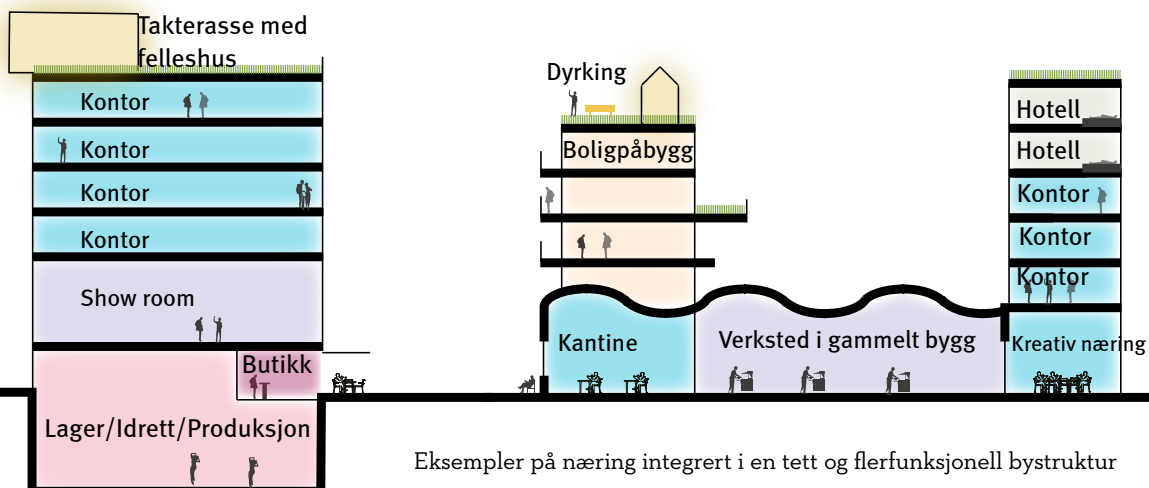 Takterasse med
felleshus
Kontor
Kontor
Kontor
Kontor
Show room
Butikk
Lager/Idrett/Produksjon
Dyrking
Boligpåbygg
Kantine
Verksted i gammelt bygg
Hotell
Hotell
Kontor
Kontor
Kontor
Kreativ næring
Eksempler på næring integrert i en tett og flerfunksjonell bystruktur